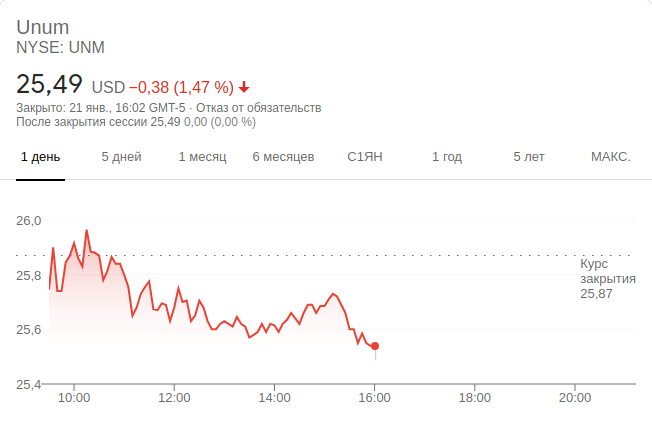 Unum
NYSE: UNM
25,49 USD −0,38 (1,47 %)
Закрыто: 21 янв., 16:02 GMT-5 · Отказ от обязательств
После закрытия сессии 25,49 0,00 (0,00 %)
1 день 5 дней 1 месяц 6 месяцев С1ЯН 1 год 5 лет МАКС.
26,0
25,8
25,6
25,4
Курс
закрытия
25,87
10:00 12:00 14:00 16:00 18:00 20:00